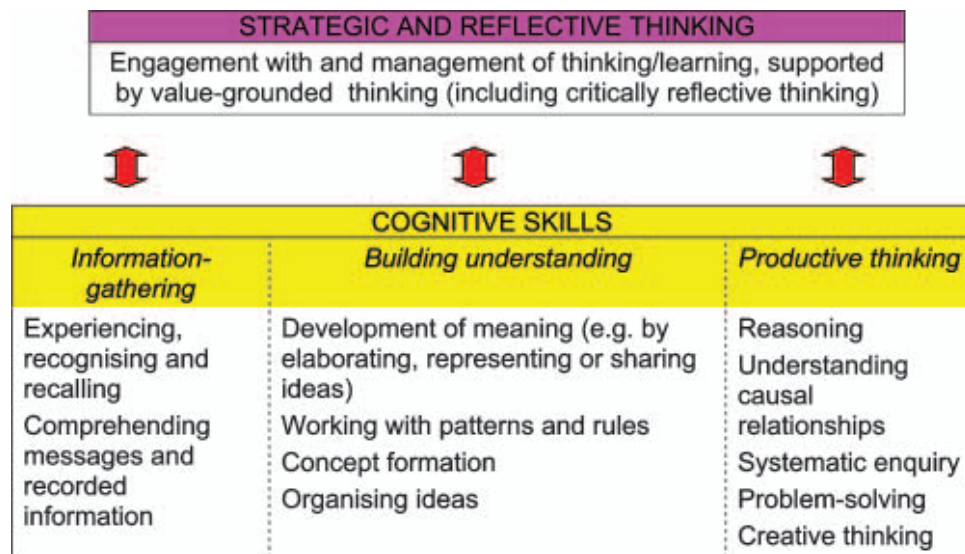 STRATEGIC AND REFLECTIVE THINKING
Engagement with and management of thinking/learning, supported
by value-grounded thinking (including critically reflective thinking)
COGNITIVE SKILLS
Information-
gathering
Building understanding
Productive thinking
Experiencing,
recognising and
recalling
Comprehending
messages and
recorded
information
Development of meaning (e.g. by
elaborating, representing or sharing
ideas)
Working with patterns and rules
Concept formation
Organising ideas
Reasoning
Understanding
causal
relationships
Systematic enquiry
Problem-solving
Creative thinking